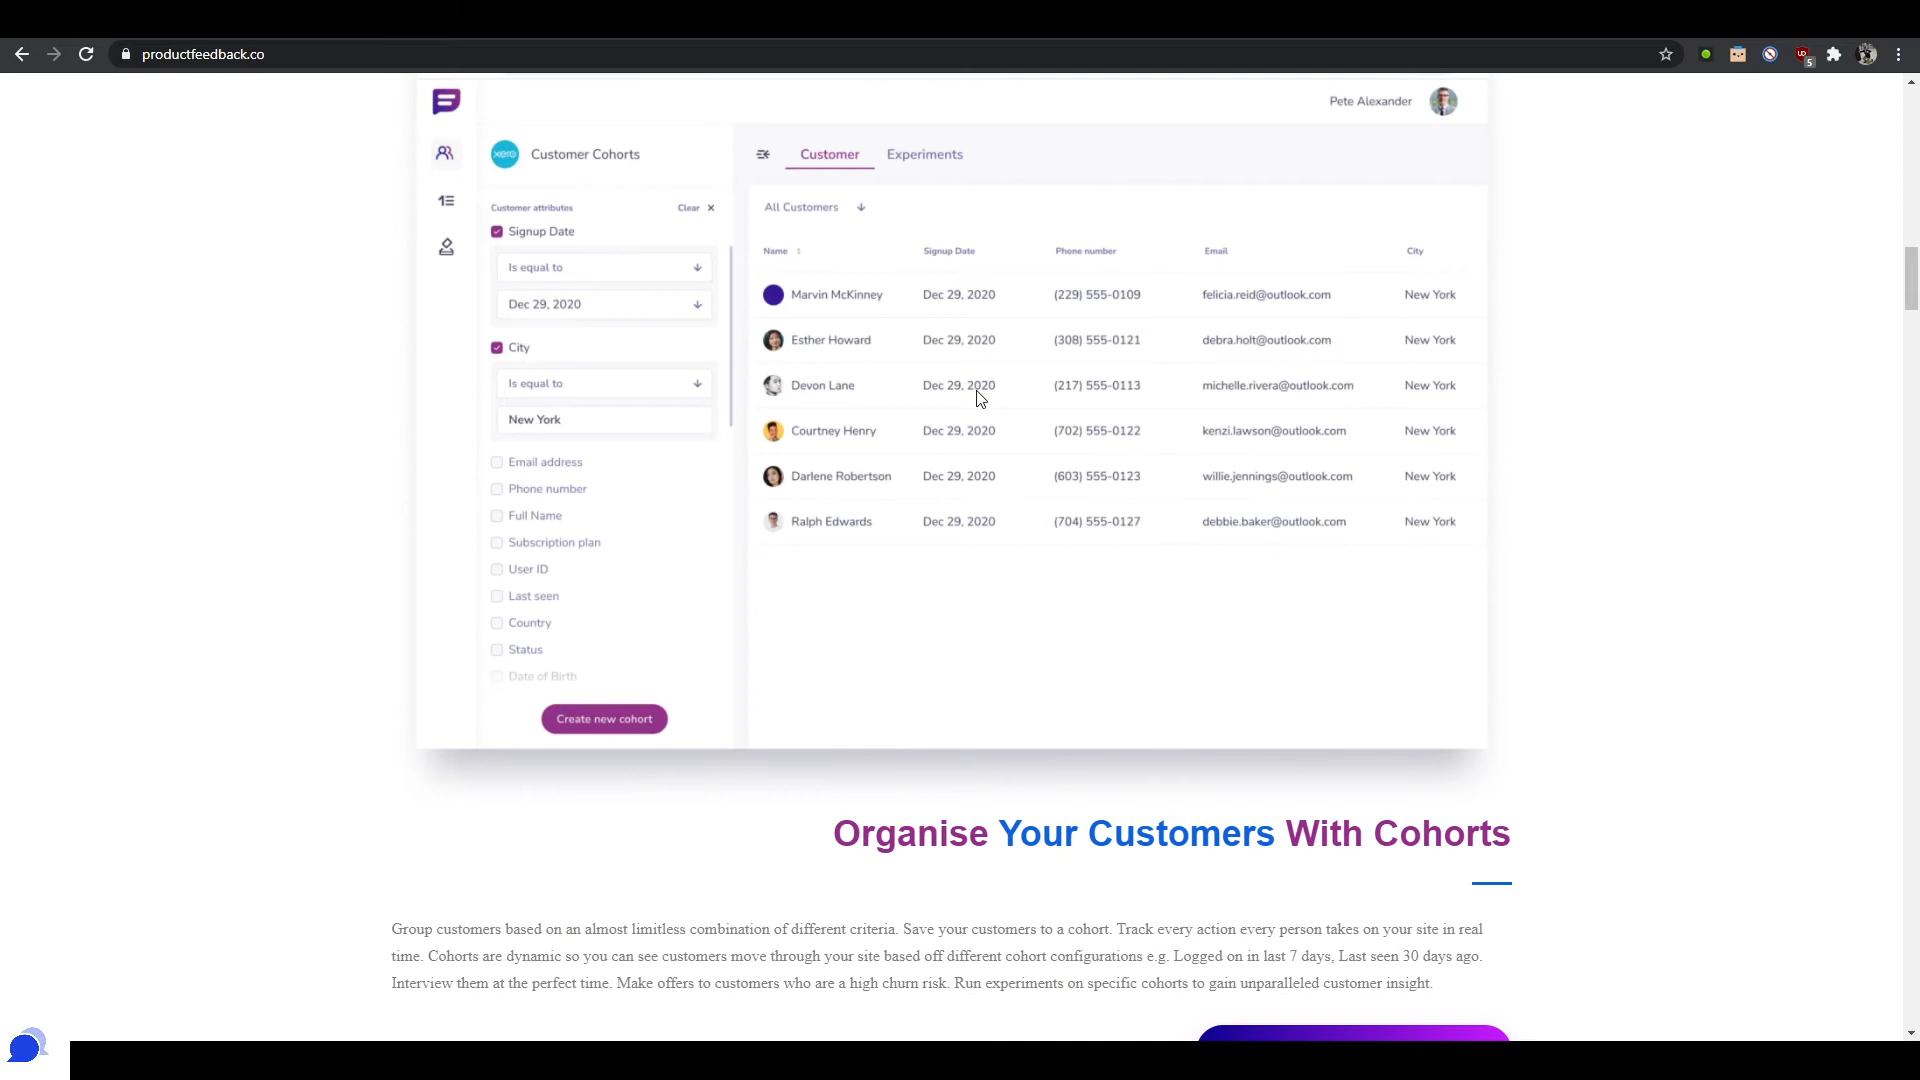 productfeedback.co
5
Pete Alexander
xero
Customer Cohorts
Customer
Experiments
Customer attributes
Clear ×
All Customers
Signup Date
Name
Signup Date
Phone number
Email
City
Is equal to
Dec 29, 2020
Marvin McKinney Dec 29, 2020 (229) 555-0109 felicia.reid@outlook.com New York
City
Esther Howard Dec 29, 2020 (308) 555-0121 debra.holt@outlook.com New York
Is equal to
Devon Lane Dec 29, 2020 (217) 555-0113 michelle.rivera@outlook.com New York
New York
Courtney Henry Dec 29, 2020 (702) 555-0122 kenzi.lawson@outlook.com New York
Email address
Darlene Robertson Dec 29, 2020 (603) 555-0123 willie.jennings@outlook.com New York
Phone number
Full Name
Ralph Edwards Dec 29, 2020 (704) 555-0127 debbie.baker@outlook.com New York
Subscription plan
User ID
Last seen
Country
Status
Date of Birth
Create new cohort
Organise Your Customers With Cohorts
Group customers based on an almost limitless combination of different criteria. Save your customers to a cohort. Track every action every person takes on your site in real
time. Cohorts are dynamic so you can see customers move through your site based off different cohort configurations e.g. Logged on in last 7 days, Last seen 30 days ago.
Interview them at the perfect time. Make offers to customers who are a high churn risk. Run experiments on specific cohorts to gain unparalleled customer insight.